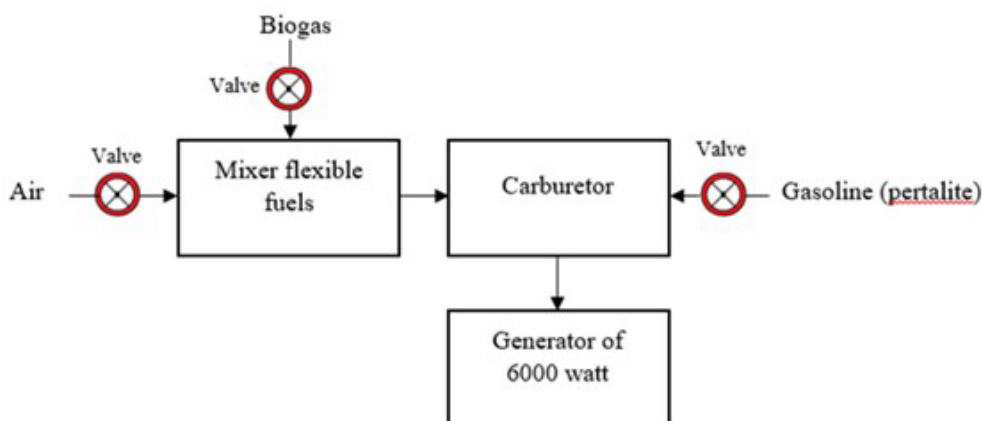 Biogas
Valve
Valve
Air
Mixer flexible
fuels
Carburetor
Valve
Gasoline (pertalite)
Generator of
6000 watt